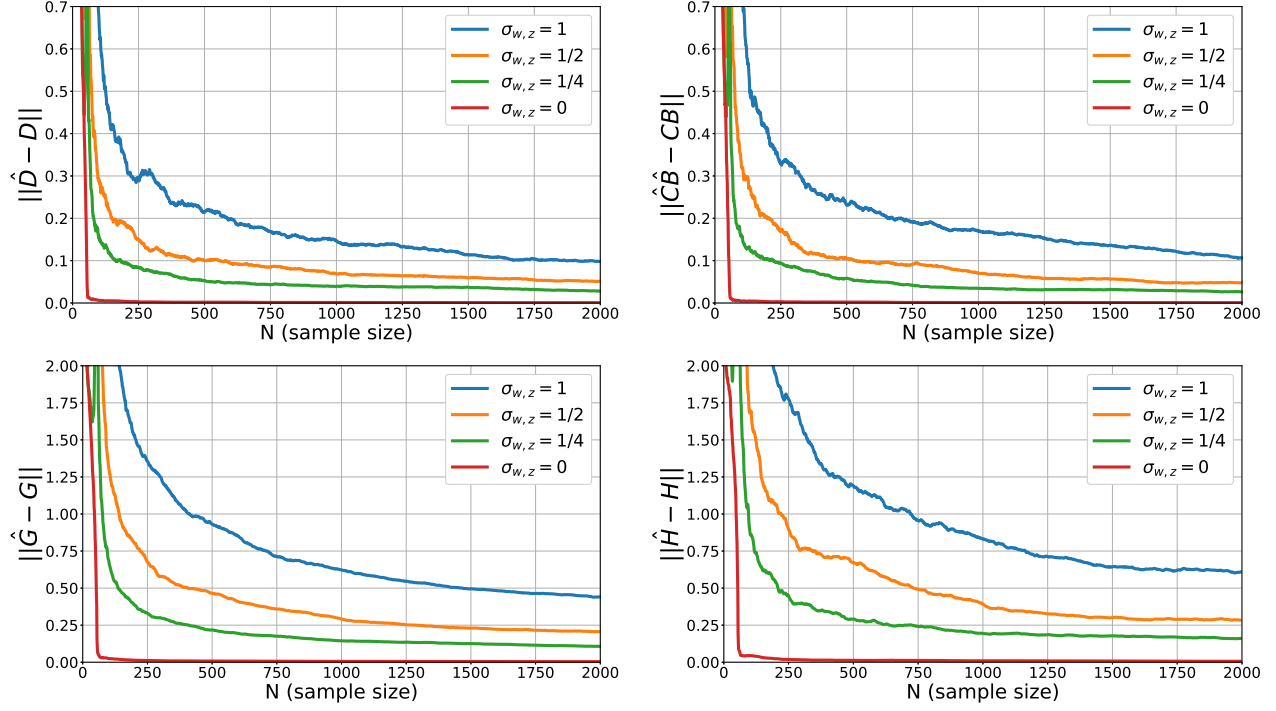 ||D̂ − D||
0.7
0.6
0.5
0.4
0.3
0.2
0.1
0.0
σw,z = 1
σw,z = 1/2
σw,z = 1/4
σw,z = 0
0 250 500 750 1000 1250 1500 1750 2000
N (sample size)
||ĈB − CB||
0.7
0.6
0.5
0.4
0.3
0.2
0.1
0.0
σw,z = 1
σw,z = 1/2
σw,z = 1/4
σw,z = 0
0 250 500 750 1000 1250 1500 1750 2000
N (sample size)
||Ĝ − G||
2.00
1.75
1.50
1.25
1.00
0.75
0.50
0.25
0.00
σw,z = 1
σw,z = 1/2
σw,z = 1/4
σw,z = 0
0 250 500 750 1000 1250 1500 1750 2000
N (sample size)
||Ĥ − H||
2.00
1.75
1.50
1.25
1.00
0.75
0.50
0.25
0.00
σw,z = 1
σw,z = 1/2
σw,z = 1/4
σw,z = 0
0 250 500 750 1000 1250 1500 1750 2000
N (sample size)